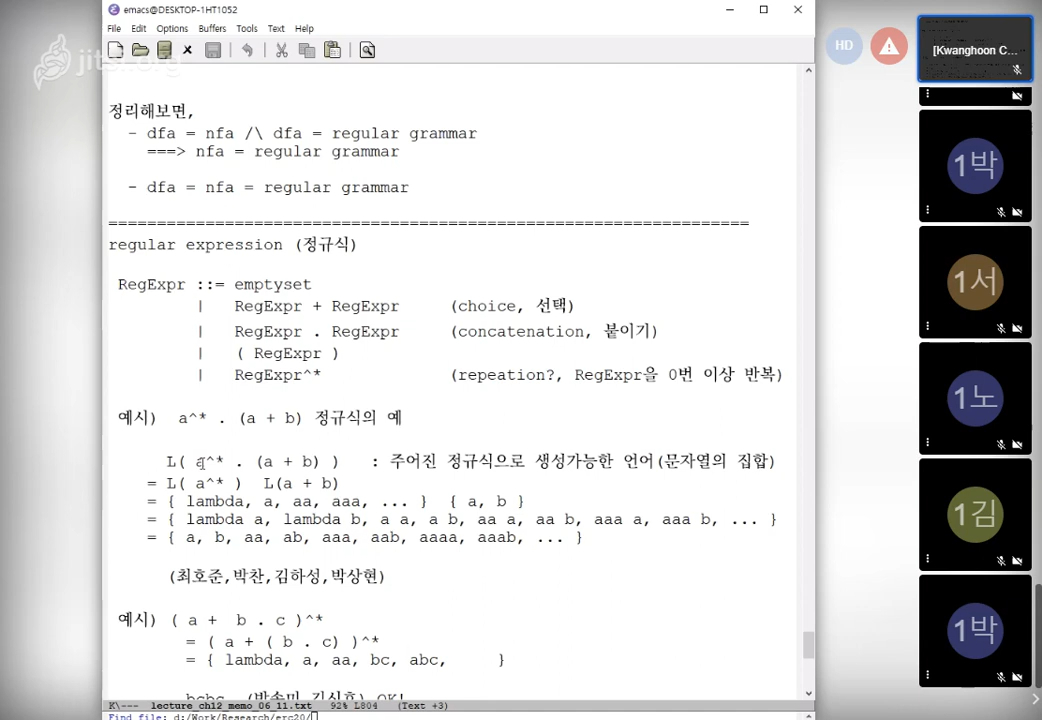 emacs@DESKTOP-1HT1052
File Edit Options Buffers Tools Text Help
jitsi.org
HD
[Kwanghoon C...
정리해보면,
- dfa = nfa /\ dfa = regular grammar
===> nfa = regular grammar
- dfa = nfa = regular grammar
==================================================================
regular expression (정규식)
RegExpr ::= emptyset
| RegExpr + RegExpr (choice, 선택)
| RegExpr . RegExpr (concatenation, 붙이기)
| ( RegExpr )
| RegExpr^* (repeation?, RegExpr을 0번 이상 반복)
예시) a^* . (a + b) 정규식의 예
L( a^* . (a + b) ) : 주어진 정규식으로 생성가능한 언어(문자열의 집합)
= L( a^* ) L(a + b)
= { lambda, a, aa, aaa, ... } { a, b }
= { lambda a, lambda b, a a, a b, aa a, aa b, aaa a, aaa b, ... }
= { a, b, aa, ab, aaa, aab, aaaa, aaab, ... }
(최호준,박찬,김하성,박상현)
예시) ( a + b . c )^*
= ( a + ( b . c) )^*
= { lambda, a, aa, bc, abc, }
K\--- lecture_ch12_memo_06_11.txt 92% L804 (Text +3)
Find file: d:/Work/Research/erc20/
1박
1서
1노
1김
1박